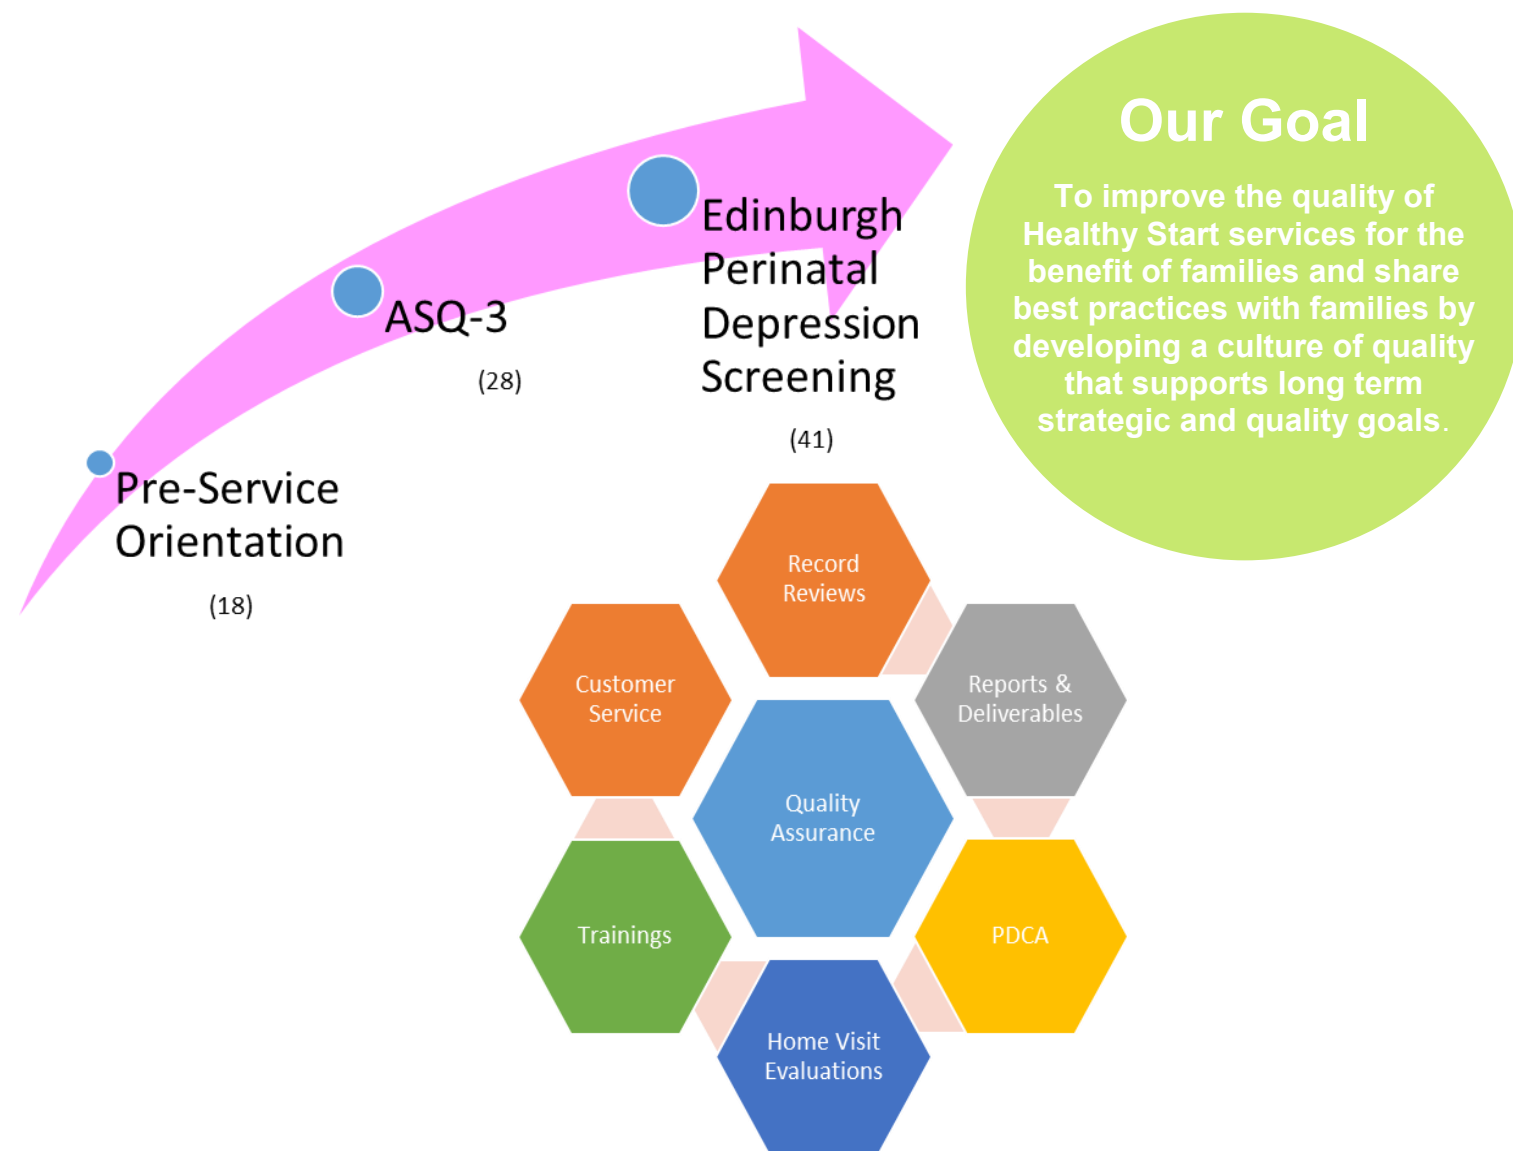 Our Goal
To improve the quality of
Healthy Start services for the
benefit of families and share
best practices with families by
developing a culture of quality
that supports long term
strategic and quality goals.
Edinburgh
Perinatal
Depression
Screening
(41)
ASQ-3
(28)
Pre-Service
Orientation
(18)
Record
Reviews
Customer
Service
Reports &
Deliverables
Quality
Assurance
Trainings
PDCA
Home Visit
Evaluations